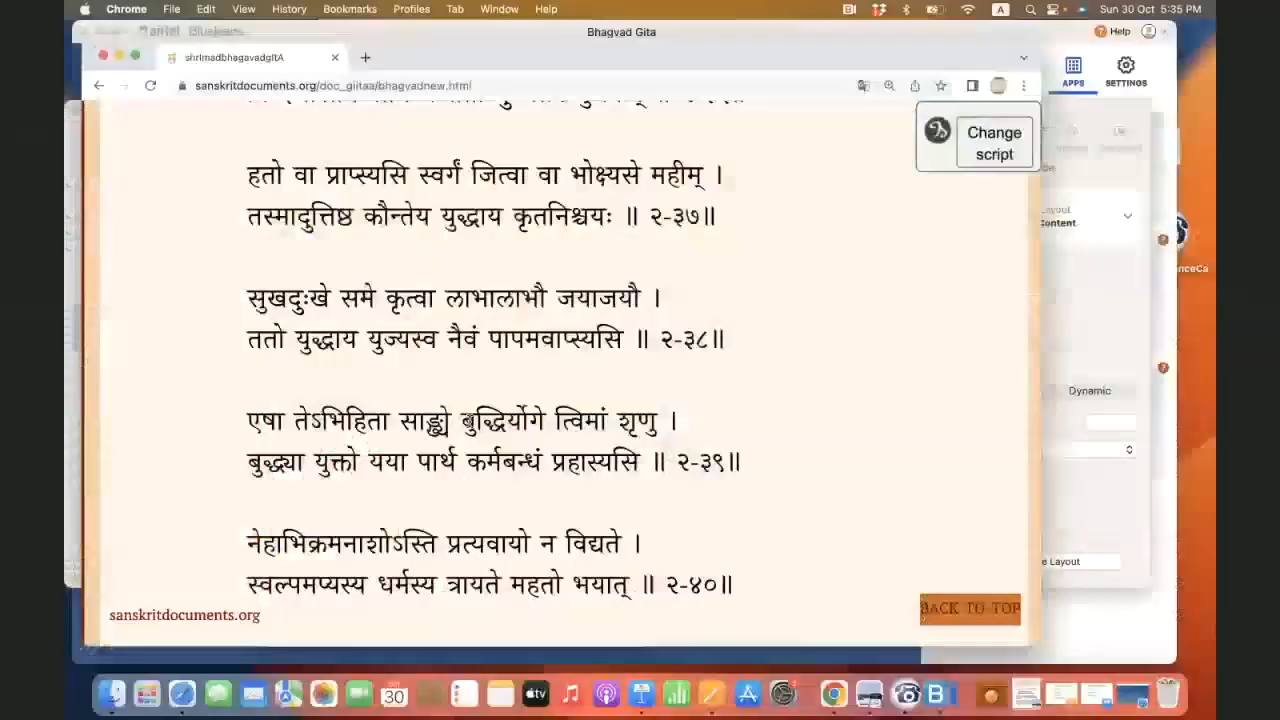 Chrome File Edit View History Bookmarks Profiles Tab Window Help A Sun 30 Oct 5:35 PM
Bhagvad Gita Help
shrImadbhagavadgItA
sanskritdocuments.org/doc_giitaa/bhagvadnew.html
APPS SETTINGS
Change
script
हतो वा प्राप्स्यसि स्वर्गं जित्वा वा भोक्ष्यसे महीम् ।
तस्मादुत्तिष्ठ कौन्तेय युद्धाय कृतनिश्चयः ॥ २-३७॥
सुखदुःखे समे कृत्वा लाभालाभौ जयाजयौ ।
ततो युद्धाय युज्यस्व नैवं पापमवाप्स्यसि ॥ २-३८॥
एषा तेऽभिहिता साङ्ख्ये बुद्धिर्योगे त्विमां शृणु ।
बुद्ध्या युक्तो यया पार्थ कर्मबन्धं प्रहास्यसि ॥ २-३९॥
नेहाभिक्रमनाशोऽस्ति प्रत्यवायो न विद्यते ।
स्वल्पमप्यस्य धर्मस्य त्रायते महतो भयात् ॥ २-४०॥
sanskritdocuments.org
BACK TO TOP
Dynamic
e Layout
30
tv